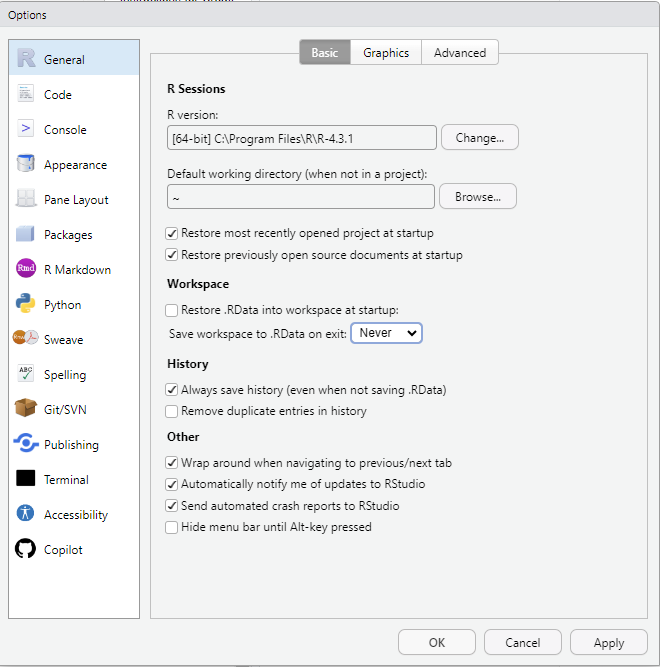 Options
General
Code
Console
Appearance
Pane Layout
Packages
R Markdown
Python
Sweave
Spelling
Git/SVN
Publishing
Terminal
Accessibility
Copilot
Basic Graphics Advanced
R Sessions
R version:
[64-bit] C:\Program Files\R\R-4.3.1 Change...
Default working directory (when not in a project):
~ Browse...
Restore most recently opened project at startup
Restore previously open source documents at startup
Workspace
Restore .RData into workspace at startup:
Save workspace to .RData on exit: Never
History
Always save history (even when not saving .RData)
Remove duplicate entries in history
Other
Wrap around when navigating to previous/next tab
Automatically notify me of updates to RStudio
Send automated crash reports to RStudio
Hide menu bar until Alt-key pressed
OK Cancel Apply